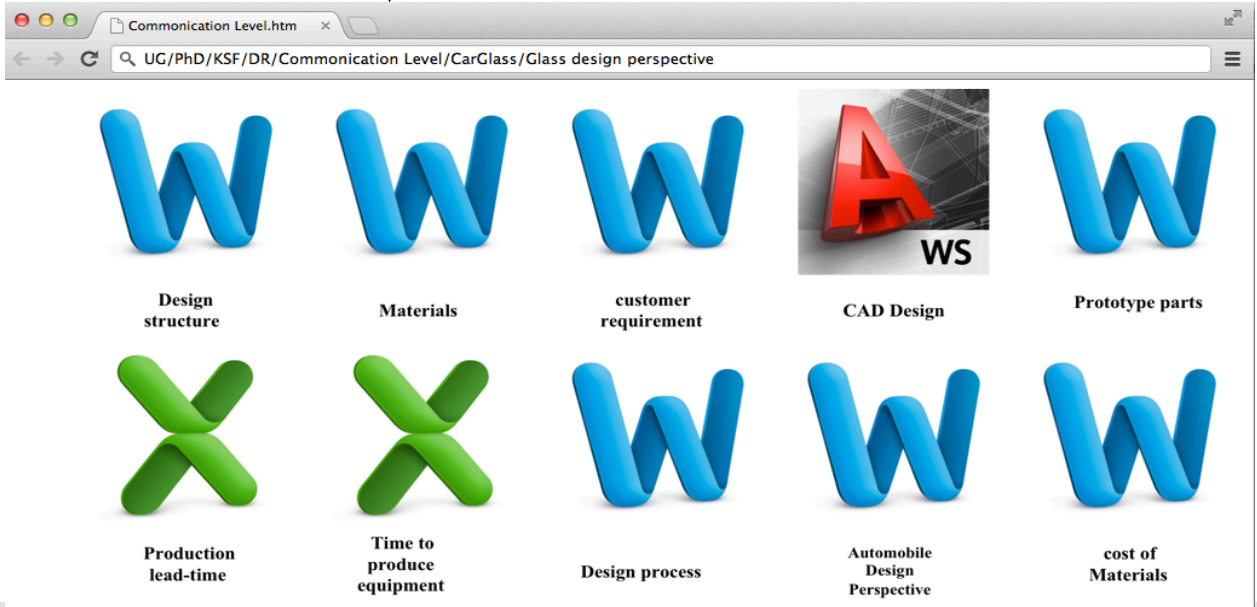 Commonication Level.htm
UG/PhD/KSF/DR/Commonication Level/CarGlass/Glass design perspective
WS
Design
structure
Materials
customer
requirement
CAD Design
Prototype parts
Production
lead-time
Time to
produce
equipment
Design process
Automobile
Design
Perspective
cost of
Materials